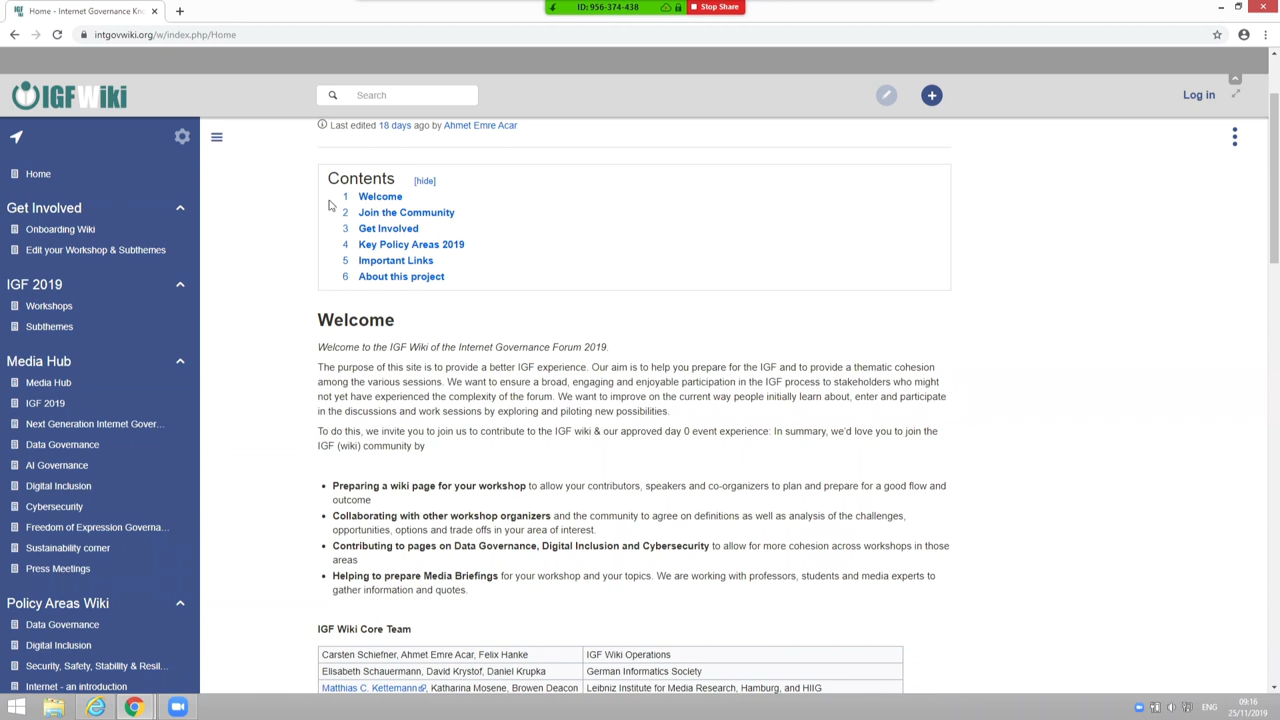 Home - Internet Governance Kno
ID: 956-374-438
Stop Share
intgovwiki.org/w/index.php/Home
IGFWiki
Search
Log in
Last edited 18 days ago by Ahmet Emre Acar
Home
Get Involved
Onboarding Wiki
Edit your Workshop & Subthemes
IGF 2019
Workshops
Subthemes
Media Hub
Media Hub
IGF 2019
Next Generation Internet Gover...
Data Governance
AI Governance
Digital Inclusion
Cybersecurity
Freedom of Expression Governa...
Sustainability corner
Press Meetings
Policy Areas Wiki
Data Governance
Digital Inclusion
Security, Safety, Stability & Resil...
Internet - an introduction
Contents [hide]
1 Welcome
2 Join the Community
3 Get Involved
4 Key Policy Areas 2019
5 Important Links
6 About this project
Welcome
Welcome to the IGF Wiki of the Internet Governance Forum 2019.
The purpose of this site is to provide a better IGF experience. Our aim is to help you prepare for the IGF and to provide a thematic cohesion
among the various sessions. We want to ensure a broad, engaging and enjoyable participation in the IGF process to stakeholders who might
not yet have experienced the complexity of the forum. We want to improve on the current way people initially learn about, enter and participate
in the discussions and work sessions by exploring and piloting new possibilities.
To do this, we invite you to join us to contribute to the IGF wiki & our approved day 0 event experience: In summary, we'd love you to join the
IGF (wiki) community by
• Preparing a wiki page for your workshop to allow your contributors, speakers and co-organizers to plan and prepare for a good flow and
outcome
• Collaborating with other workshop organizers and the community to agree on definitions as well as analysis of the challenges,
opportunities, options and trade offs in your area of interest.
• Contributing to pages on Data Governance, Digital Inclusion and Cybersecurity to allow for more cohesion across workshops in those
areas
• Helping to prepare Media Briefings for your workshop and your topics. We are working with professors, students and media experts to
gather information and quotes.
IGF Wiki Core Team
Carsten Schiefner, Ahmet Emre Acar, Felix Hanke IGF Wiki Operations
Elisabeth Schauermann, David Krystof, Daniel Krupka German Informatics Society
Matthias C. Kettemann, Katharina Mosene, Browen Deacon Leibniz Institute for Media Research, Hamburg, and HIIG
ENG
09:16
25/11/2019